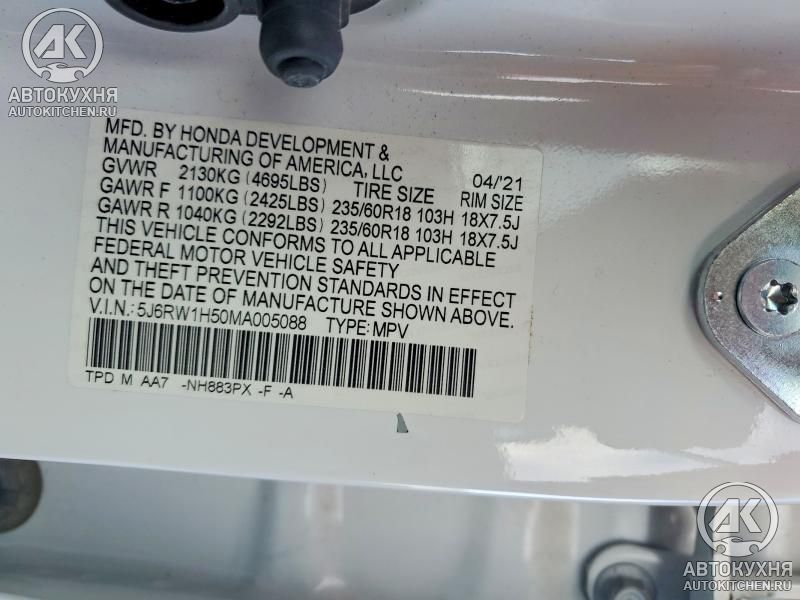 AK
АВТОКУХНЯ
AUTOKITCHEN.RU
MFD. BY HONDA DEVELOPMENT &
MANUFACTURING OF AMERICA, LLC
GVWR 2130KG (4695LBS) TIRE SIZE 04/'21 RIM SIZE
GAWR F 1100KG (2425LBS) 235/60R18 103H 18X7.5J
GAWR R 1040KG (2292LBS) 235/60R18 103H 18X7.5J
THIS VEHICLE CONFORMS TO ALL APPLICABLE
FEDERAL MOTOR VEHICLE SAFETY
AND THEFT PREVENTION STANDARDS IN EFFECT
ON THE DATE OF MANUFACTURE SHOWN ABOVE.
V.I.N.: 5J6RW1H50MA005088 TYPE: MPV
TPD M AA7 -NH883PX -F -A
AK
АВТОКУХНЯ
AUTOKITCHEN.RU